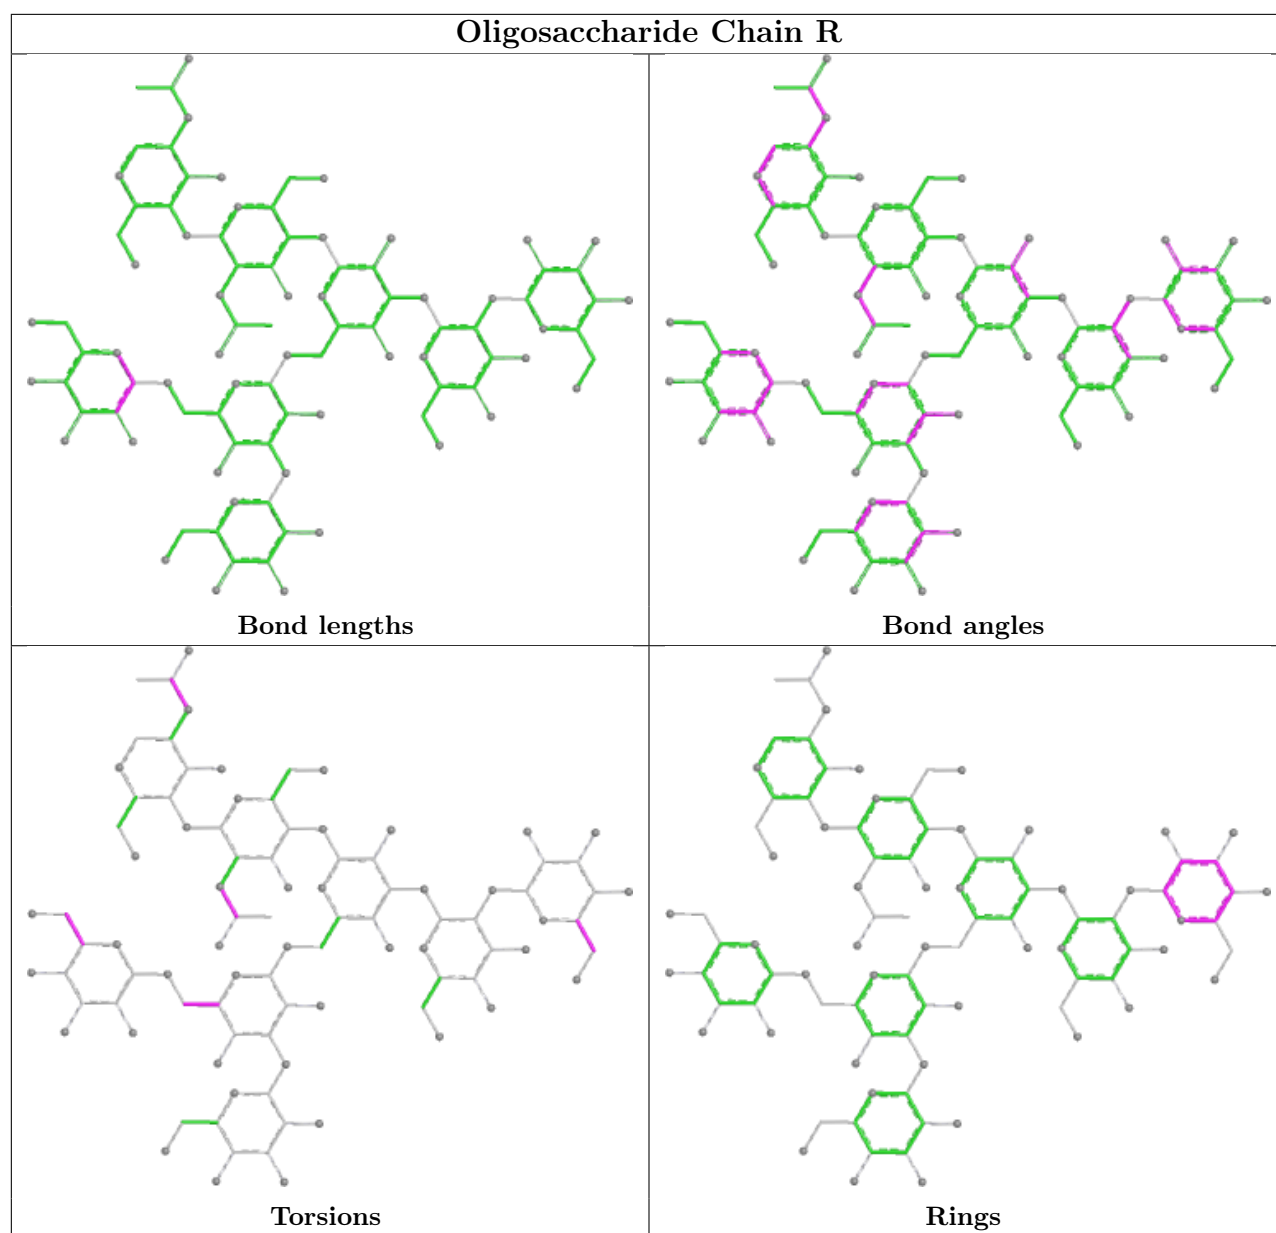 Oligosaccharide Chain R
Bond lengths
Bond angles
Torsions
Rings